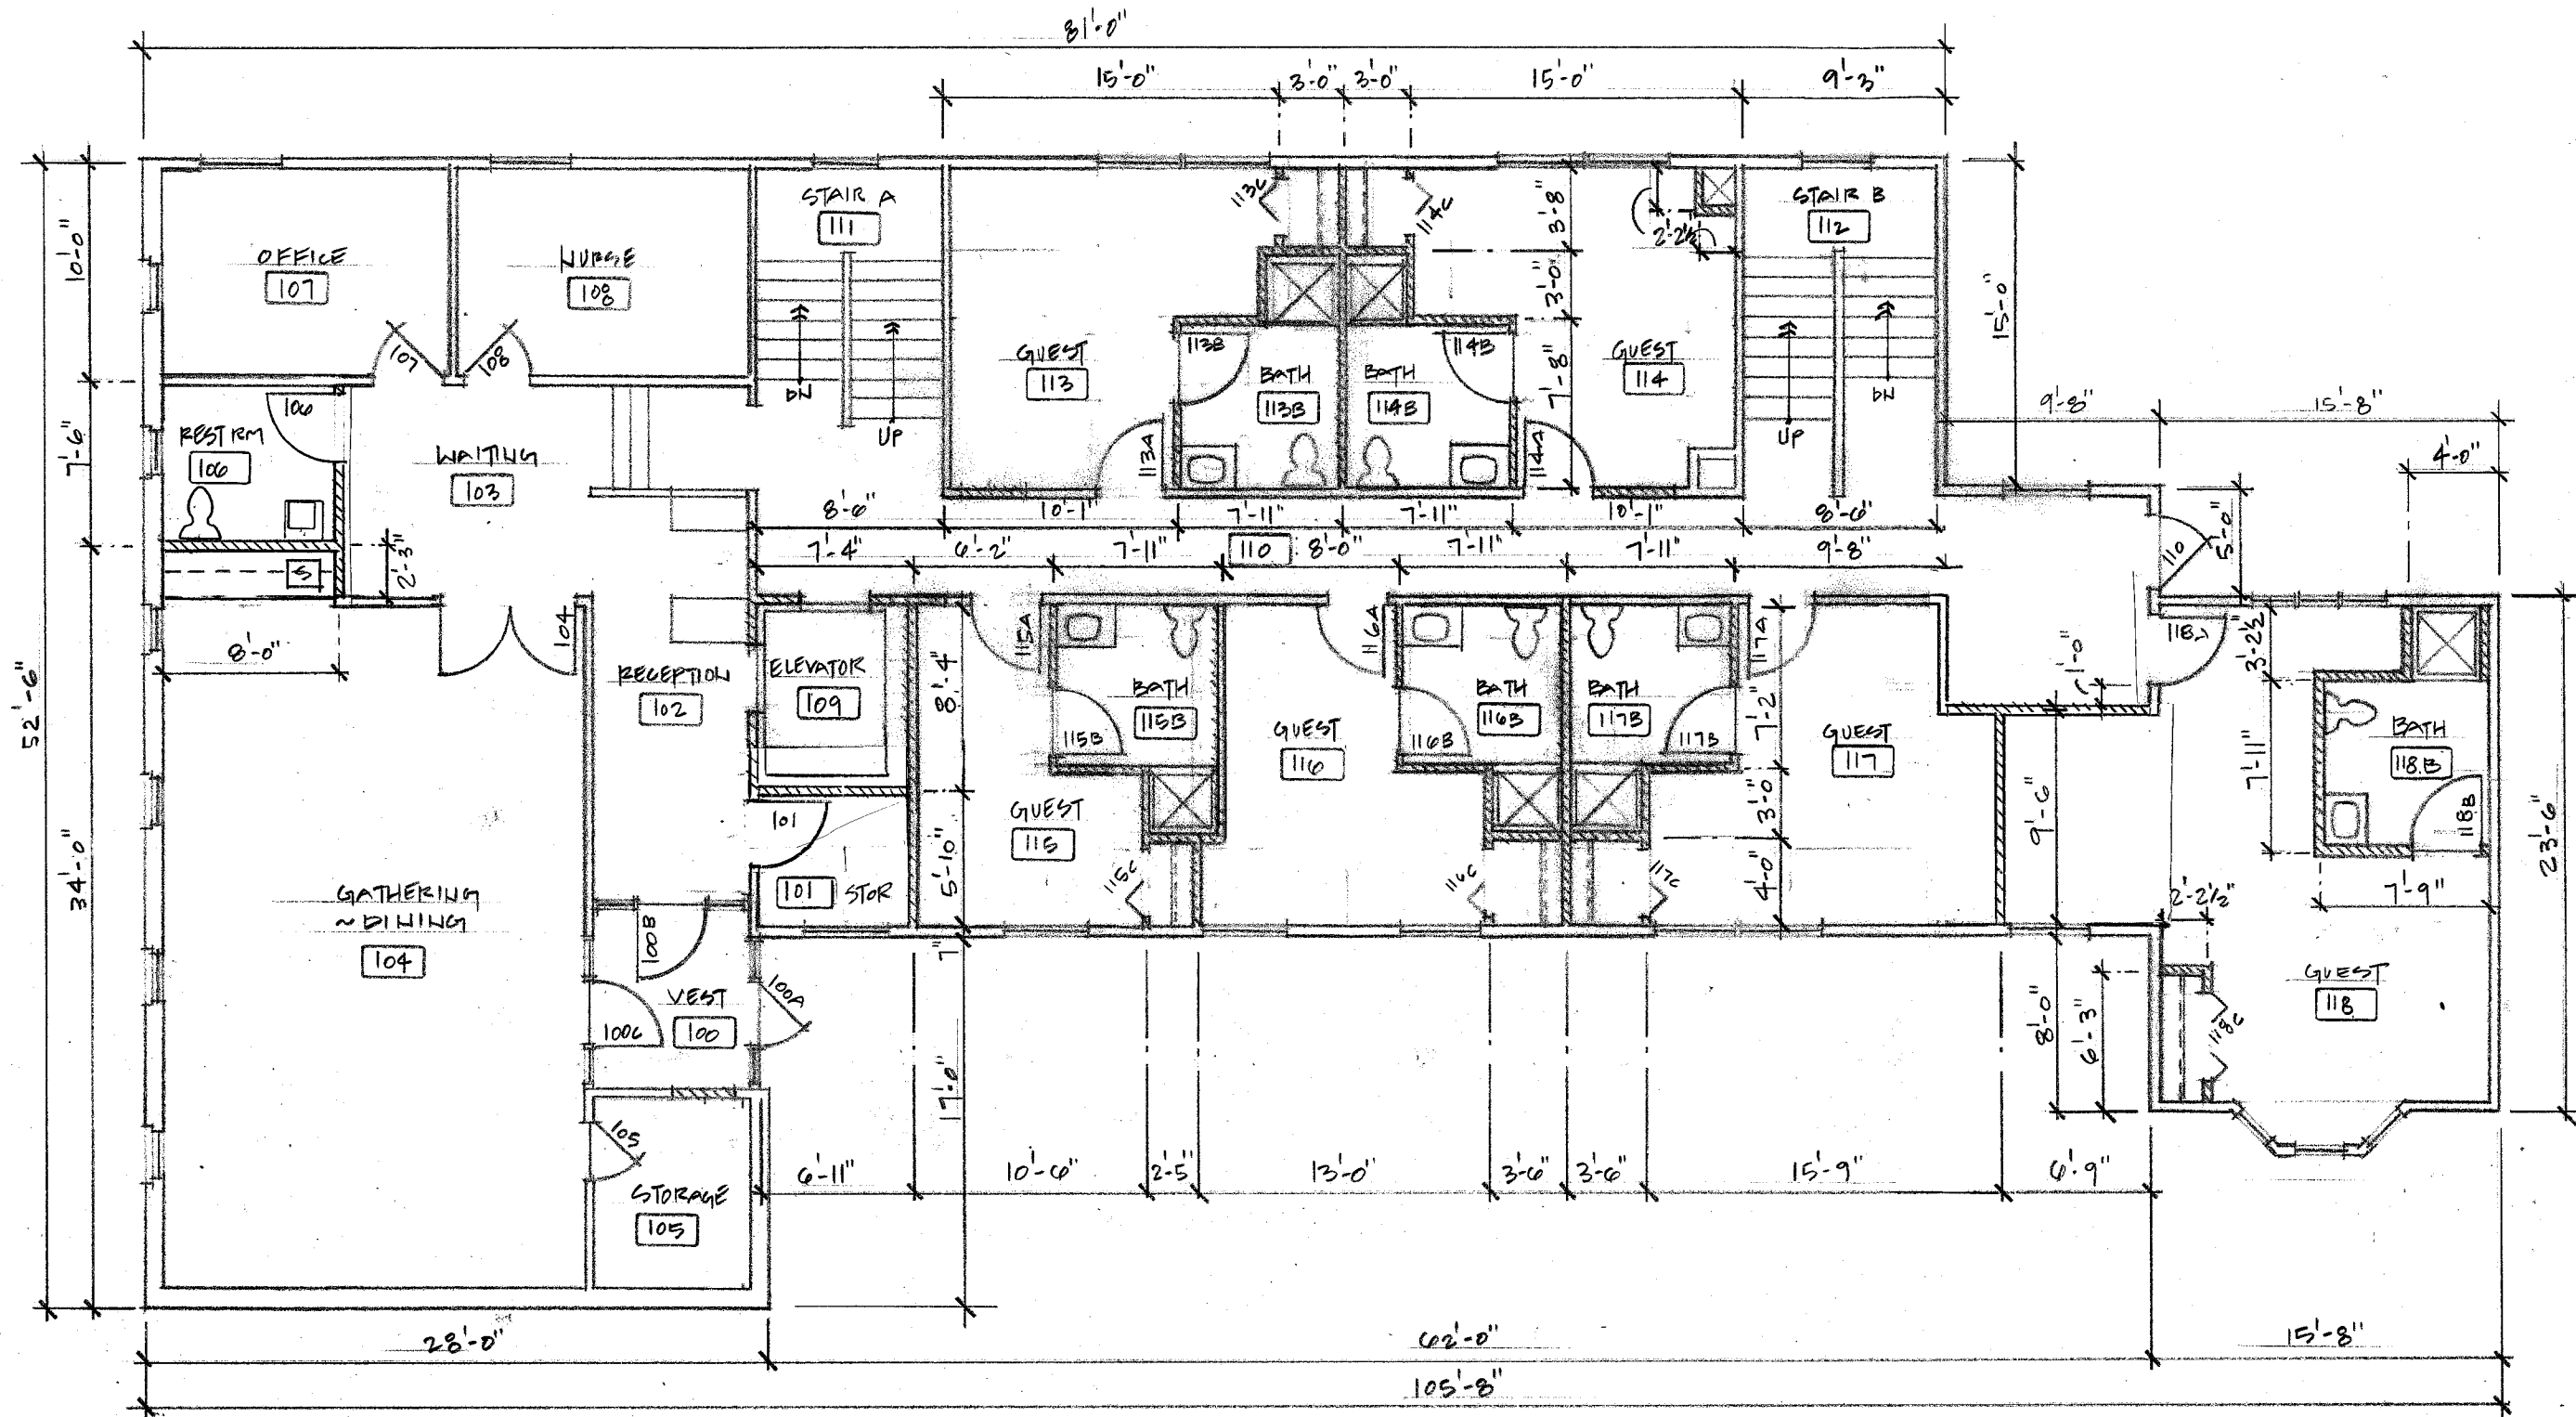 81'-0"
15'-0" 3'-0" 3'-0" 15'-0" 9'-3"
STAIR A
111
113C
114C
3'-8"
2'-2½"
STAIR B
112
10'-0"
OFFICE
107
NURSE
108
15'-0"
3'-0"
107
108
DN
UP
GUEST
113
113B
BATH
113B
114B
BATH
114B
7'-8"
GUEST
114
UP
DN
9'-8" 15'-8"
4'-0"
7'-6"
106
REST RM
106
WAITING
103
113A
114A
8'-6" 10'-1" 7'-11" 7'-11" 10'-1" 8'-6"
110
5'-0"
7'-4" 6'-2" 7'-11" 110 8'-0" 7'-11" 7'-11" 9'-8"
2'-3"
S
104
8'-0"
RECEPTION
102
ELEVATOR
109
8'-4"
115A
BATH
115B
115B
116A
GUEST
116
BATH
116B
116B
BATH
117B
117B
117A
7'-2"
GUEST
117
1'-0"
118A
3'-2½"
BATH
118B
118B
7'-11"
52'-6"
34'-0"
101
101 STOR
5'-10"
GUEST
115
115C
116C
117C
3'-0"
4'-0"
9'-6"
7'-9"
2'-2½"
23'-6"
GATHERING
~DINING
104
100B
VEST
100
100A
100C
7"
17'-0"
8'-0"
6'-3"
118C
GUEST
118
105
STORAGE
105
6'-11" 10'-6" 2'-5" 13'-0" 3'-6" 3'-6" 15'-9" 6'-9"
28'-0" 62'-0" 15'-8"
105'-8"